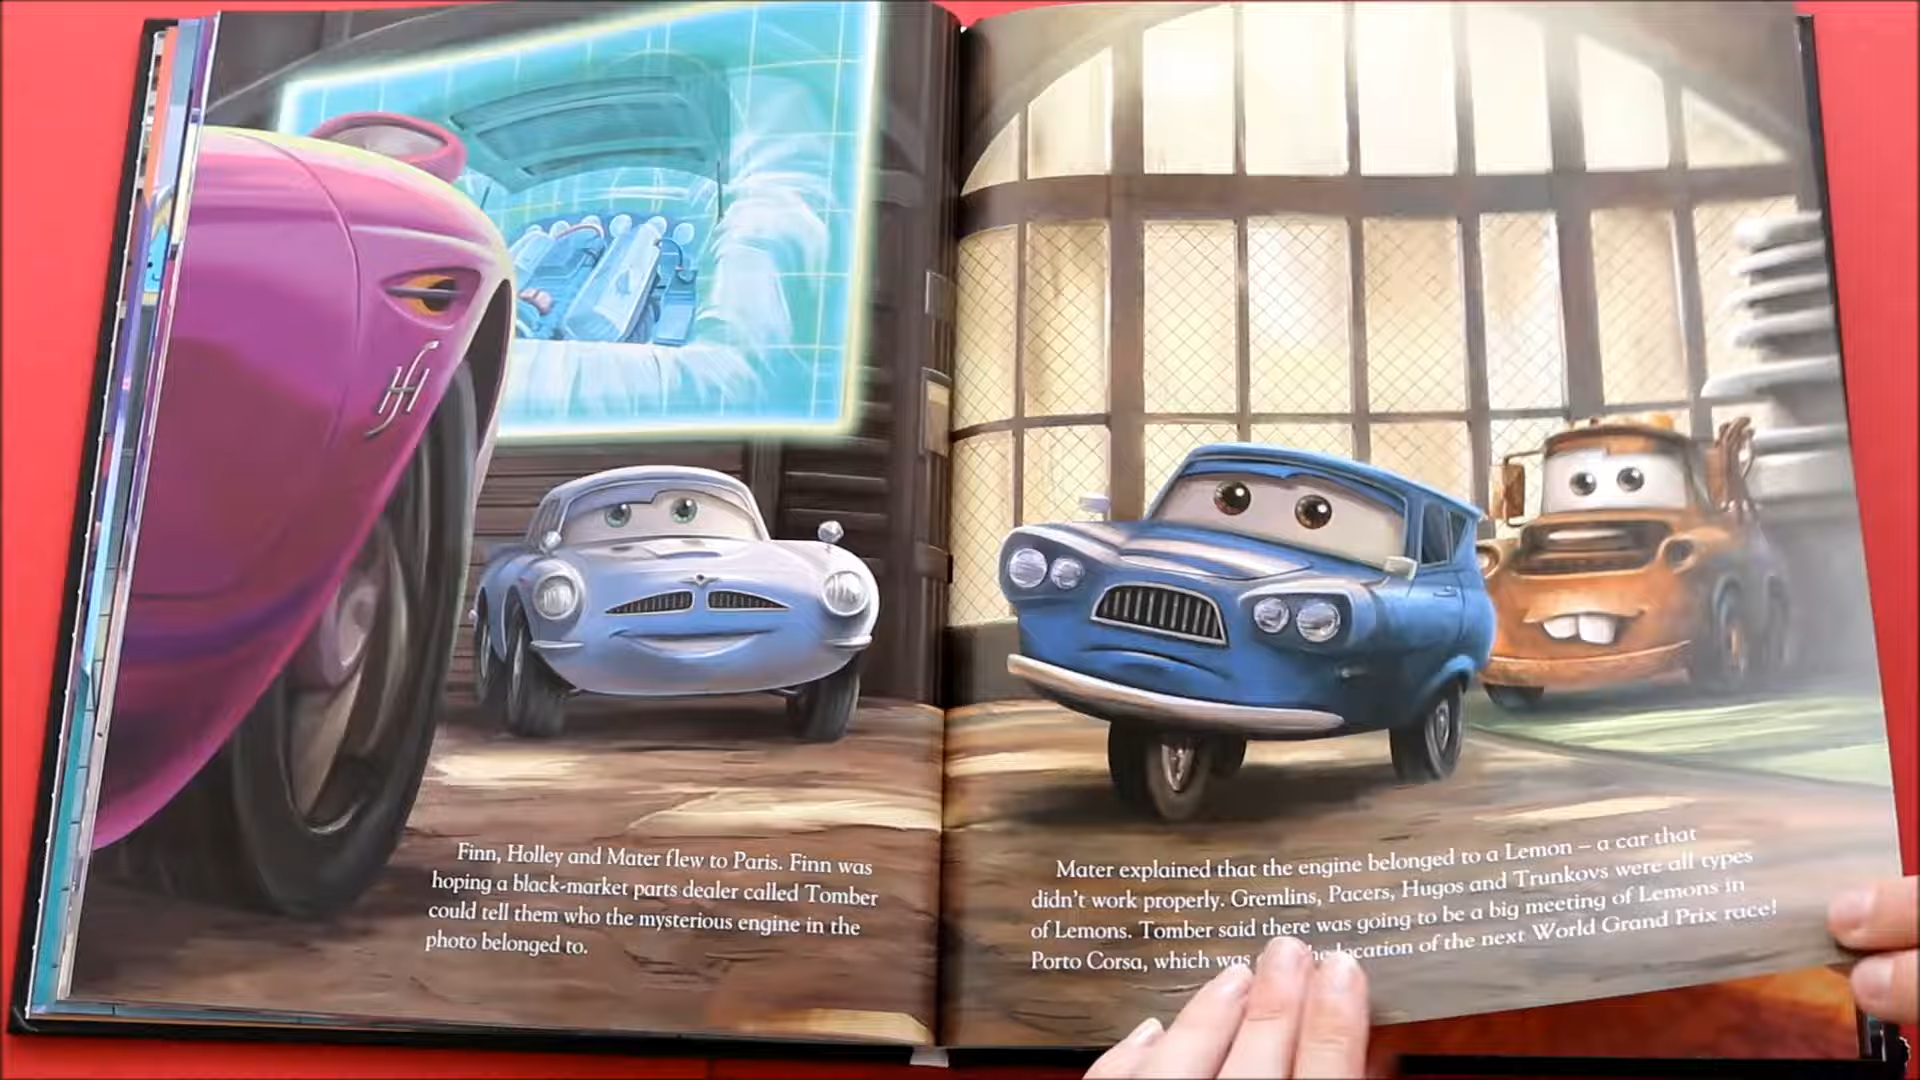 Finn, Holley and Mater flew to Paris. Finn was
hoping a black-market parts dealer called Tomber
could tell them who the mysterious engine in the
photo belonged to.
Mater explained that the engine belonged to a Lemon – a car that
didn't work properly. Gremlins, Pacers, Hugos and Trunkovs were all types
of Lemons. Tomber said there was going to be a big meeting of Lemons in
Porto Corsa, which was location of the next World Grand Prix race!